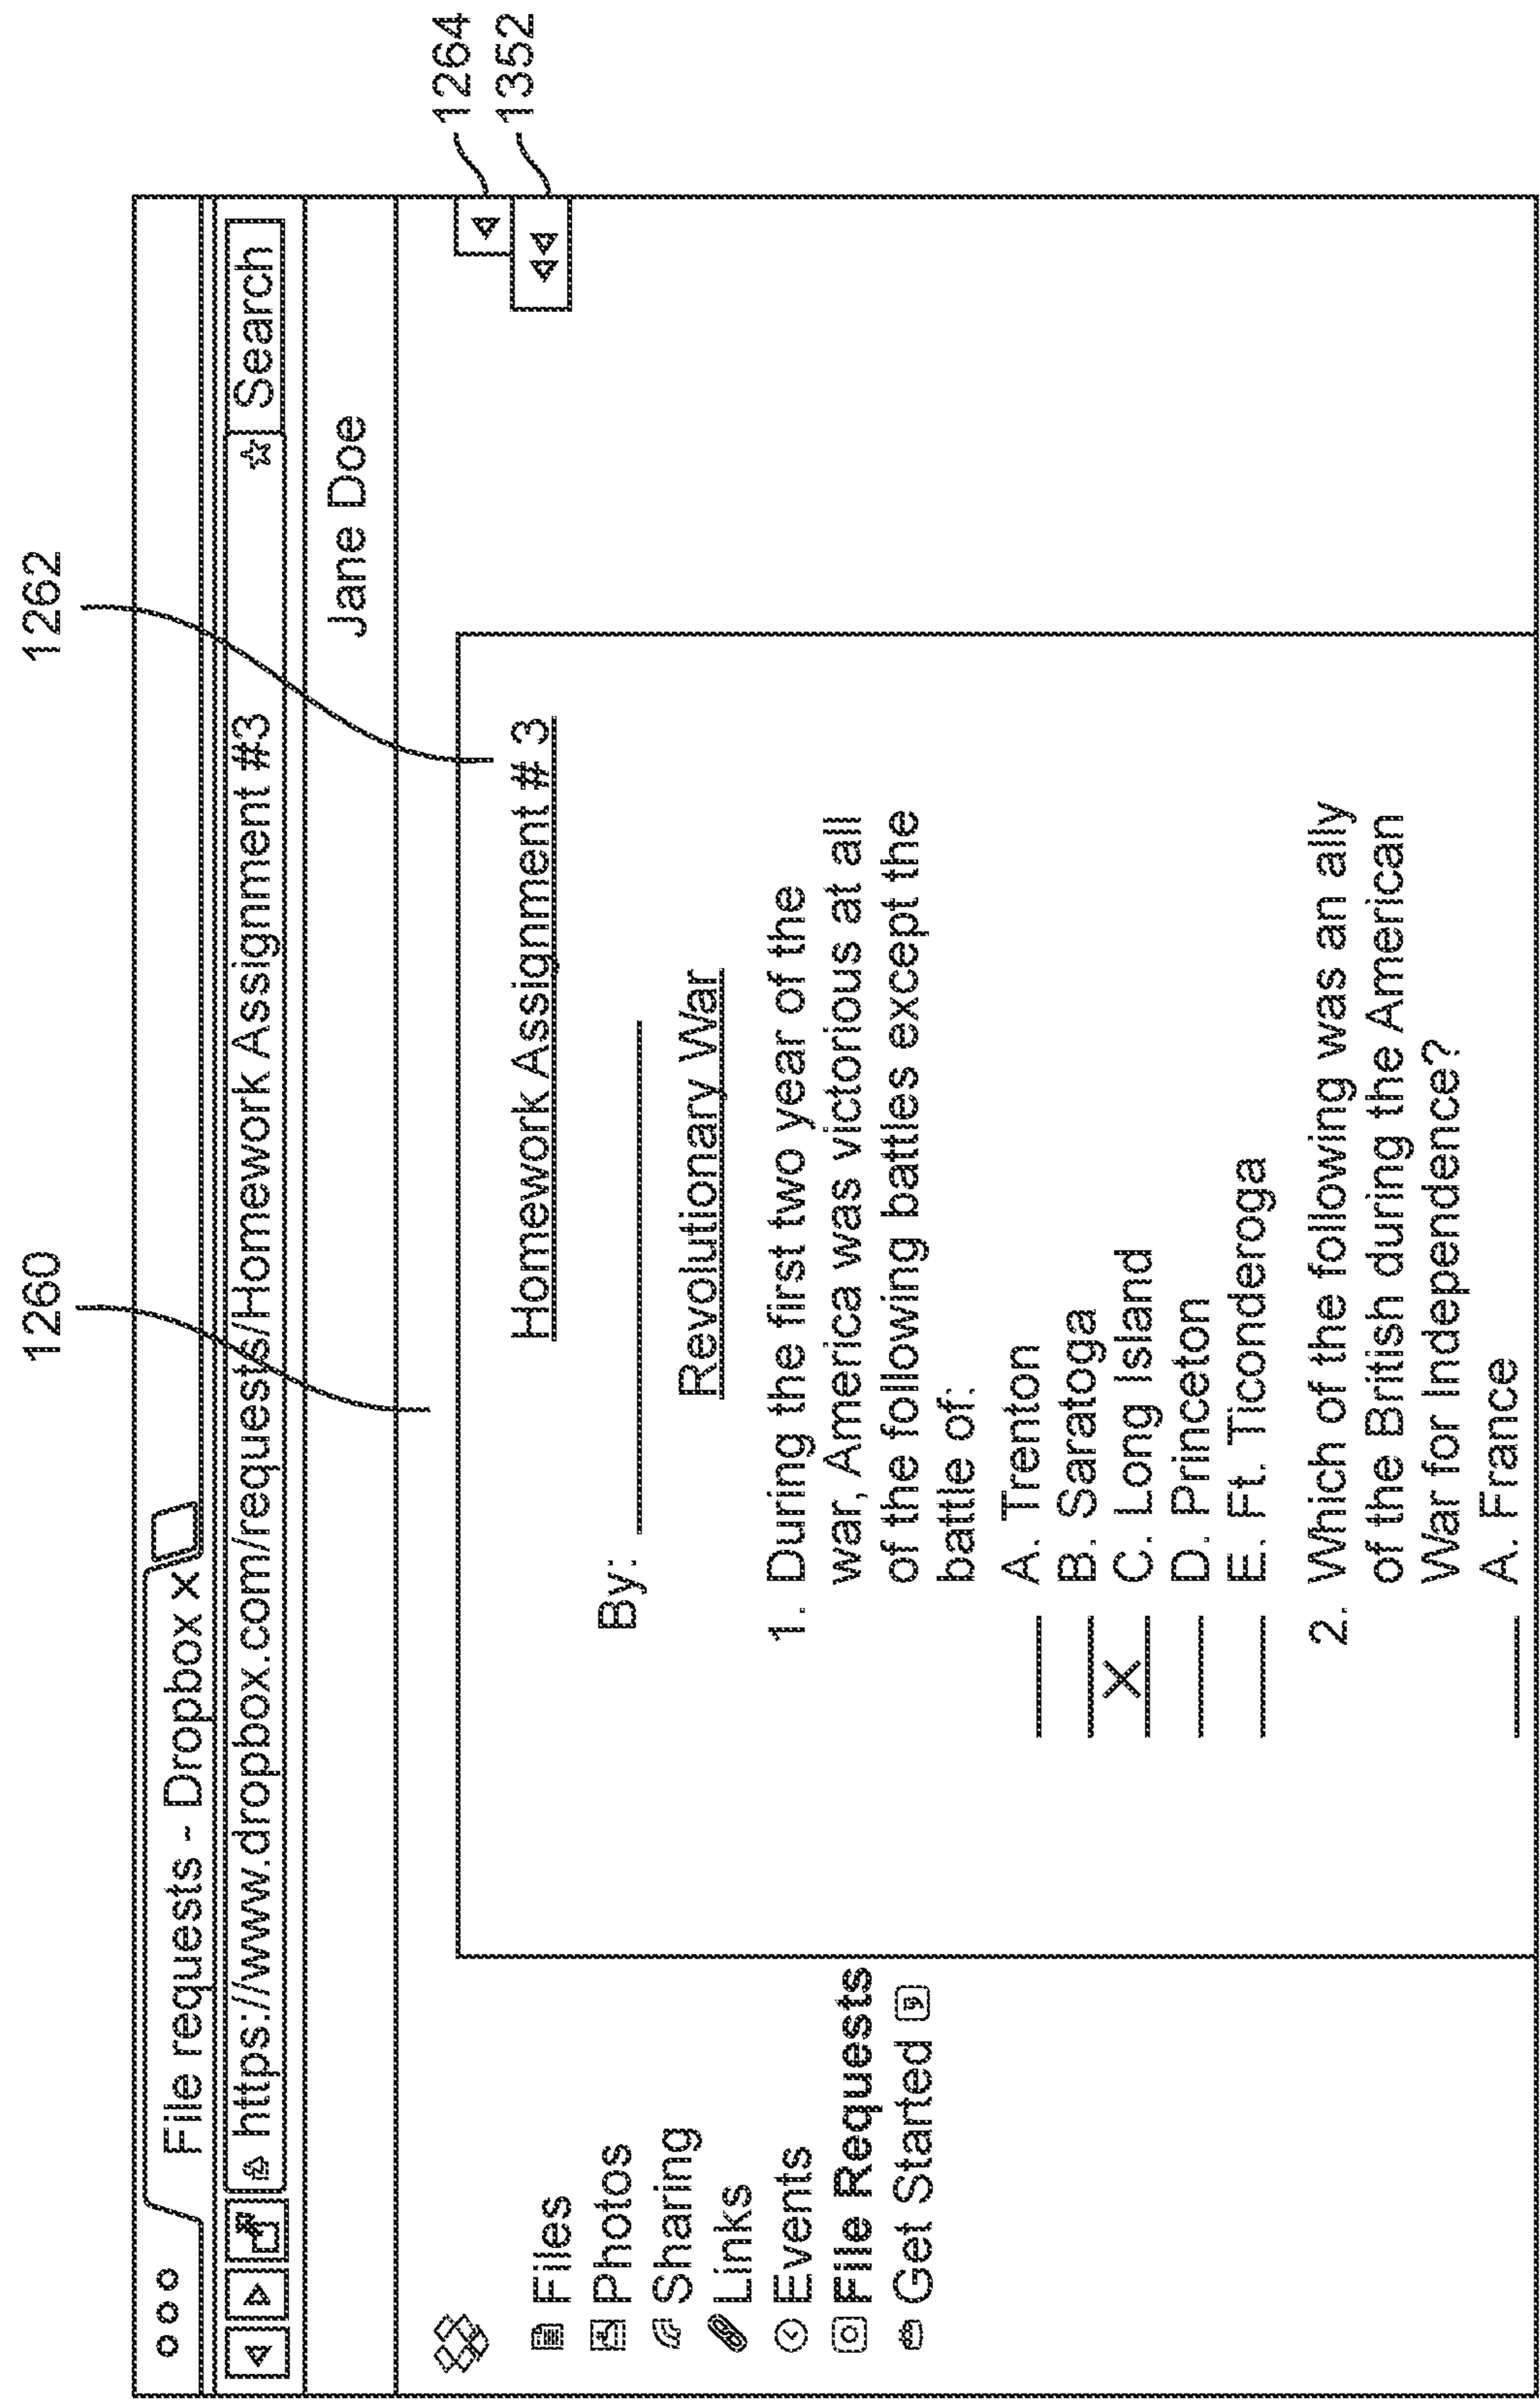 1260
1262
File requests - Dropbox x
https://www.dropbox.com/requests/Homework Assignment #3
Search
Jane Doe
1264
1352
Files
Photos
Sharing
Links
Events
File Requests
Get Started
Homework Assignment # 3
By:
Revolutionary War
1. During the first two year of the
war, America was victorious at all
of the following battles except the
battle of:
A. Trenton
B. Saratoga
X C. Long Island
D. Princeton
E. Ft. Ticonderoga
2. Which of the following was an ally
of the British during the American
War for Independence?
A. France